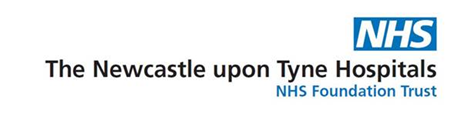 NHS
The Newcastle upon Tyne Hospitals
NHS Foundation Trust